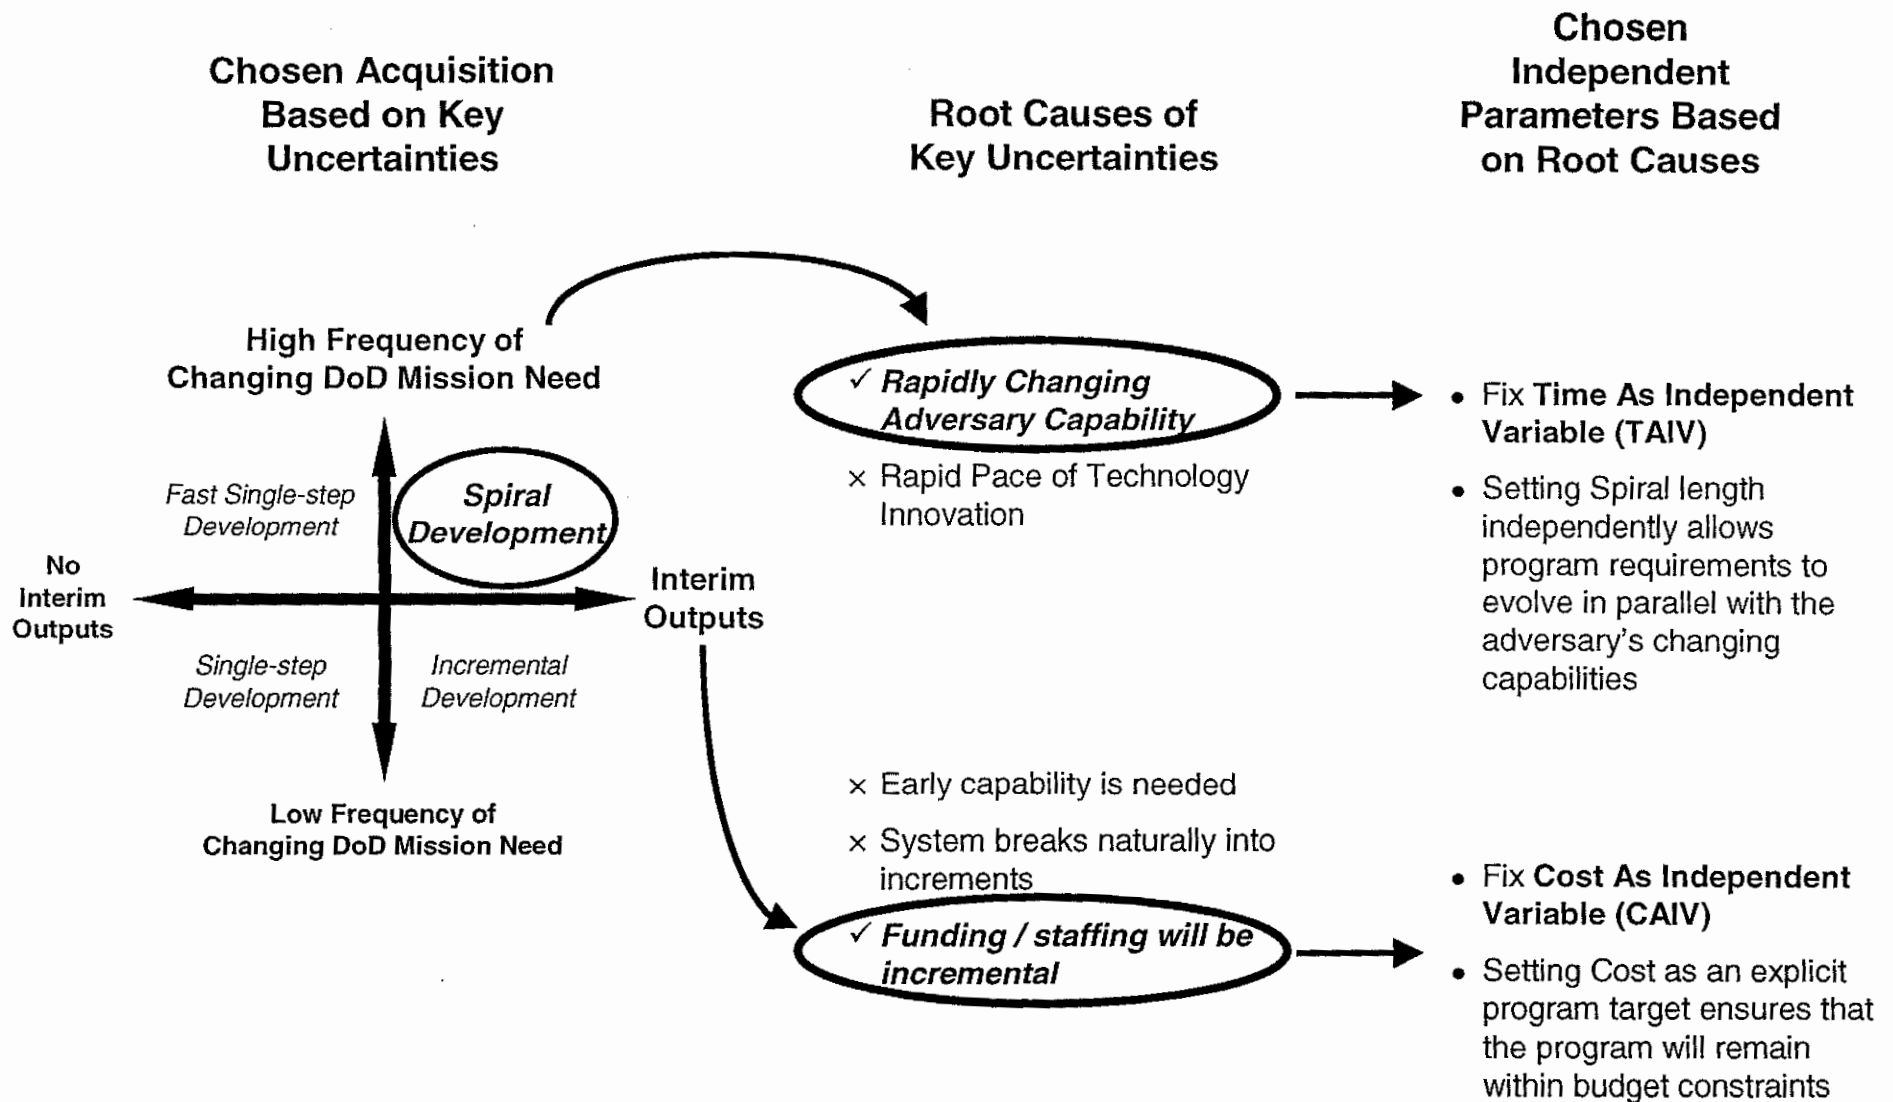 Chosen Acquisition
Based on Key
Uncertainties
Root Causes of
Key Uncertainties
Chosen
Independent
Parameters Based
on Root Causes
High Frequency of
Changing DoD Mission Need
Fast Single-step
Development
Spiral
Development
No
Interim
Outputs
Interim
Outputs
Single-step
Development
Incremental
Development
Low Frequency of
Changing DoD Mission Need
✓ Rapidly Changing
Adversary Capability
× Rapid Pace of Technology
Innovation
× Early capability is needed
× System breaks naturally into
increments
✓ Funding / staffing will be
incremental
• Fix Time As Independent
Variable (TAIV)
• Setting Spiral length
independently allows
program requirements to
evolve in parallel with the
adversary's changing
capabilities
• Fix Cost As Independent
Variable (CAIV)
• Setting Cost as an explicit
program target ensures that
the program will remain
within budget constraints